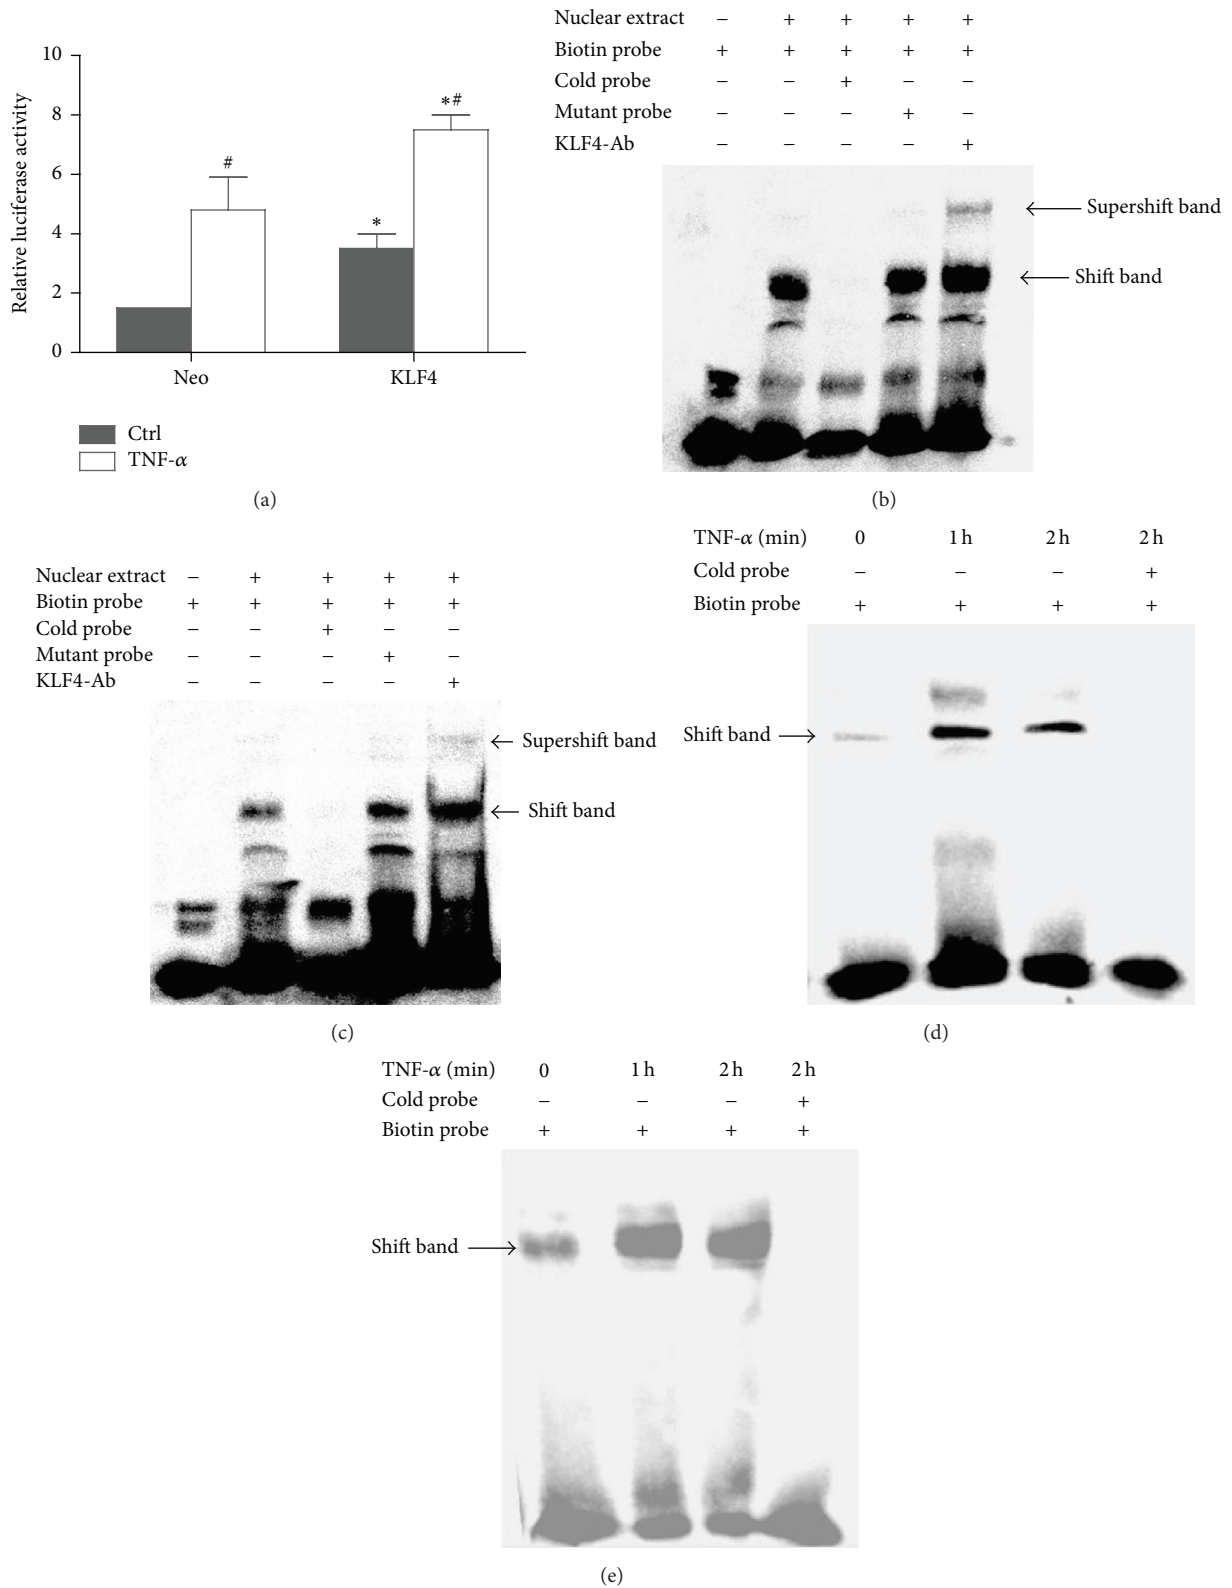 10
8
6
4
2
0
Relative luciferase activity
#
*
*#
Neo KLF4
Ctrl
TNF-α
(a)
Nuclear extract − + + + +
Biotin probe + + + + +
Cold probe − − + − −
Mutant probe − − − + −
KLF4-Ab − − − − +
Supershift band
Shift band
(b)
Nuclear extract − + + + +
Biotin probe + + + + +
Cold probe − − + − −
Mutant probe − − − + −
KLF4-Ab − − − − +
Supershift band
Shift band
(c)
TNF-α (min) 0 1 h 2 h 2 h
Cold probe − − − +
Biotin probe + + + +
Shift band
(d)
TNF-α (min) 0 1 h 2 h 2 h
Cold probe − − − +
Biotin probe + + + +
Shift band
(e)